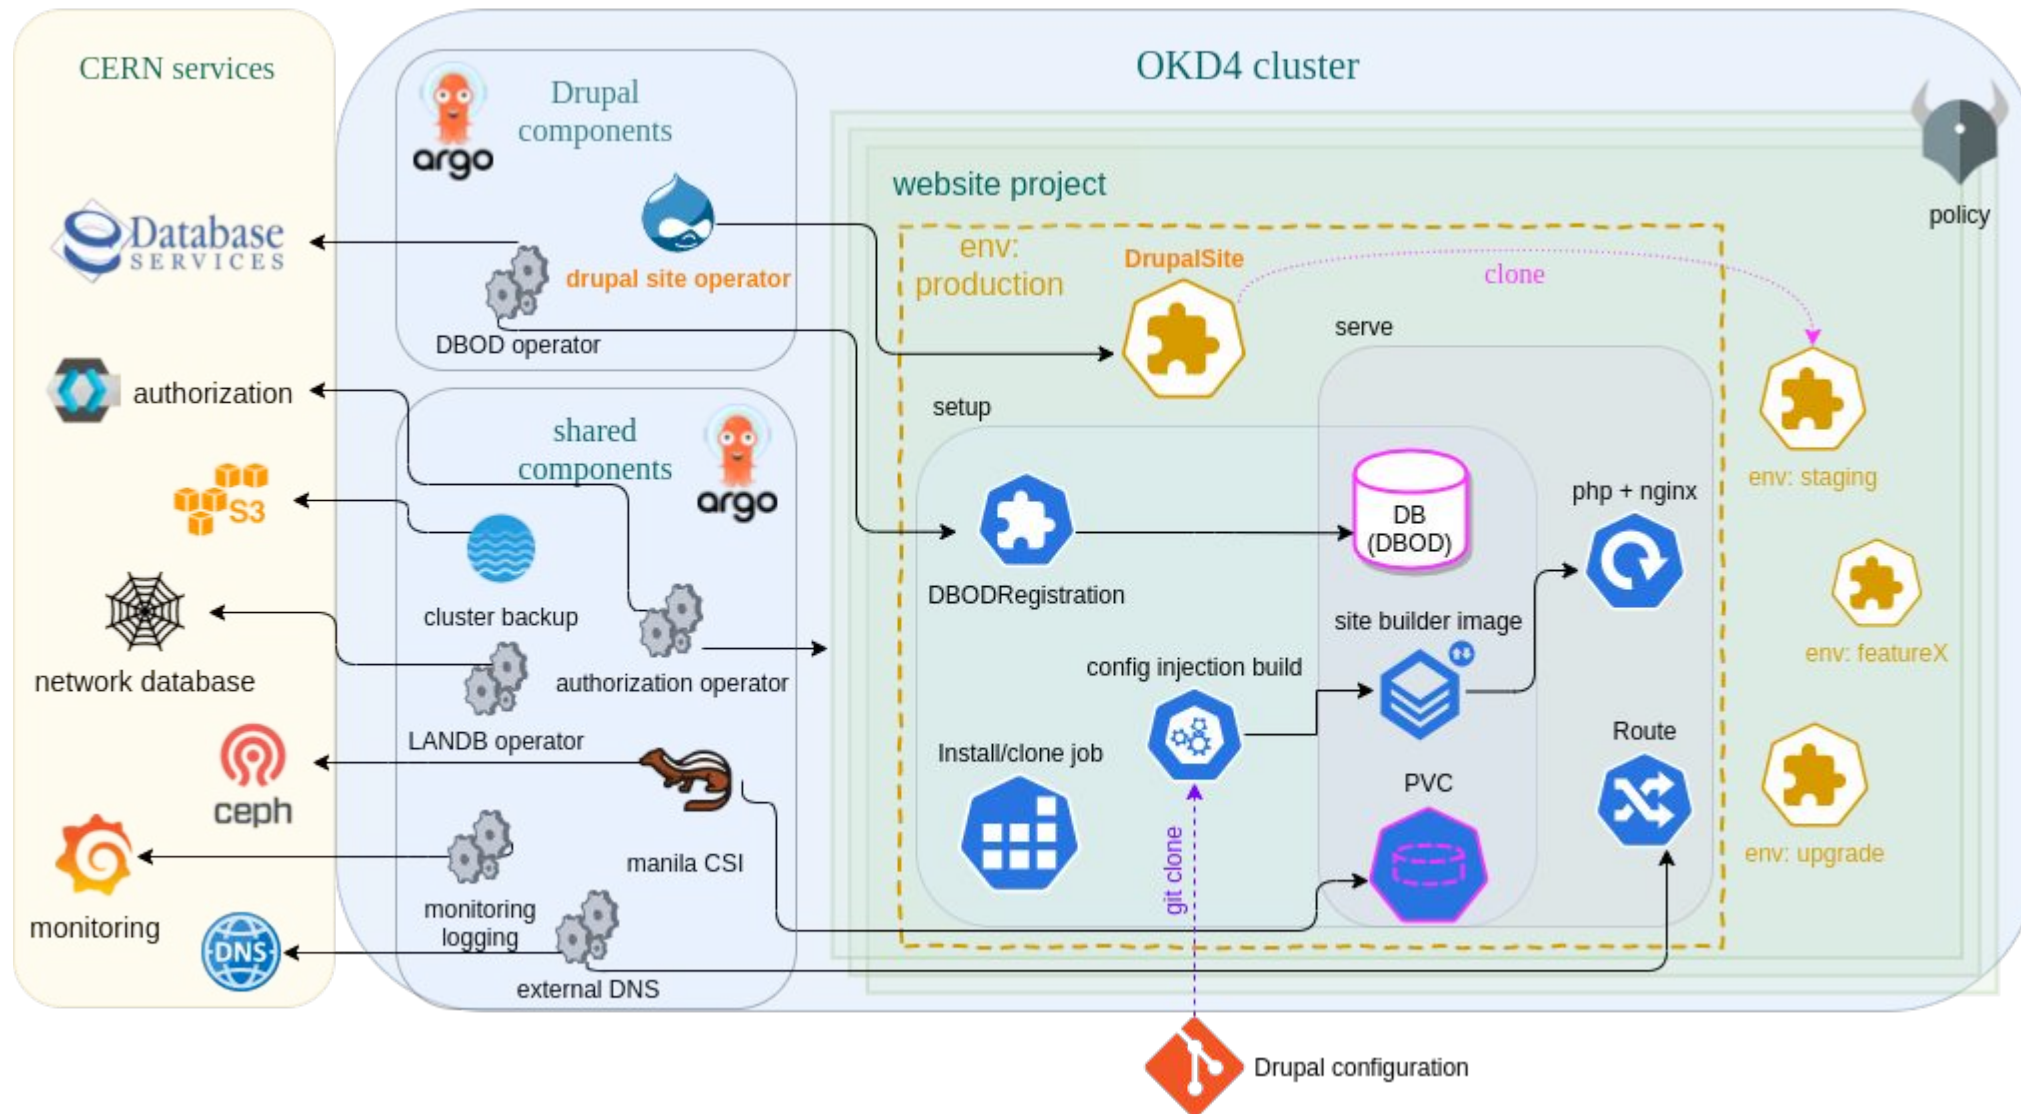 CERN services
OKD4 cluster
Drupal
components
argo
website project
policy
Database
SERVICES
env:
production
DrupalSite
clone
drupal site operator
DBOD operator
serve
authorization
setup
shared
components
argo
env: staging
S3
php + nginx
DB
(DBOD)
DBODRegistration
cluster backup
site builder image
network database
authorization operator
config injection build
env: featureX
LANDB operator
Install/clone job
Route
ceph
PVC
manila CSI
env: upgrade
git clone
monitoring
monitoring
logging
DNS
external DNS
Drupal configuration